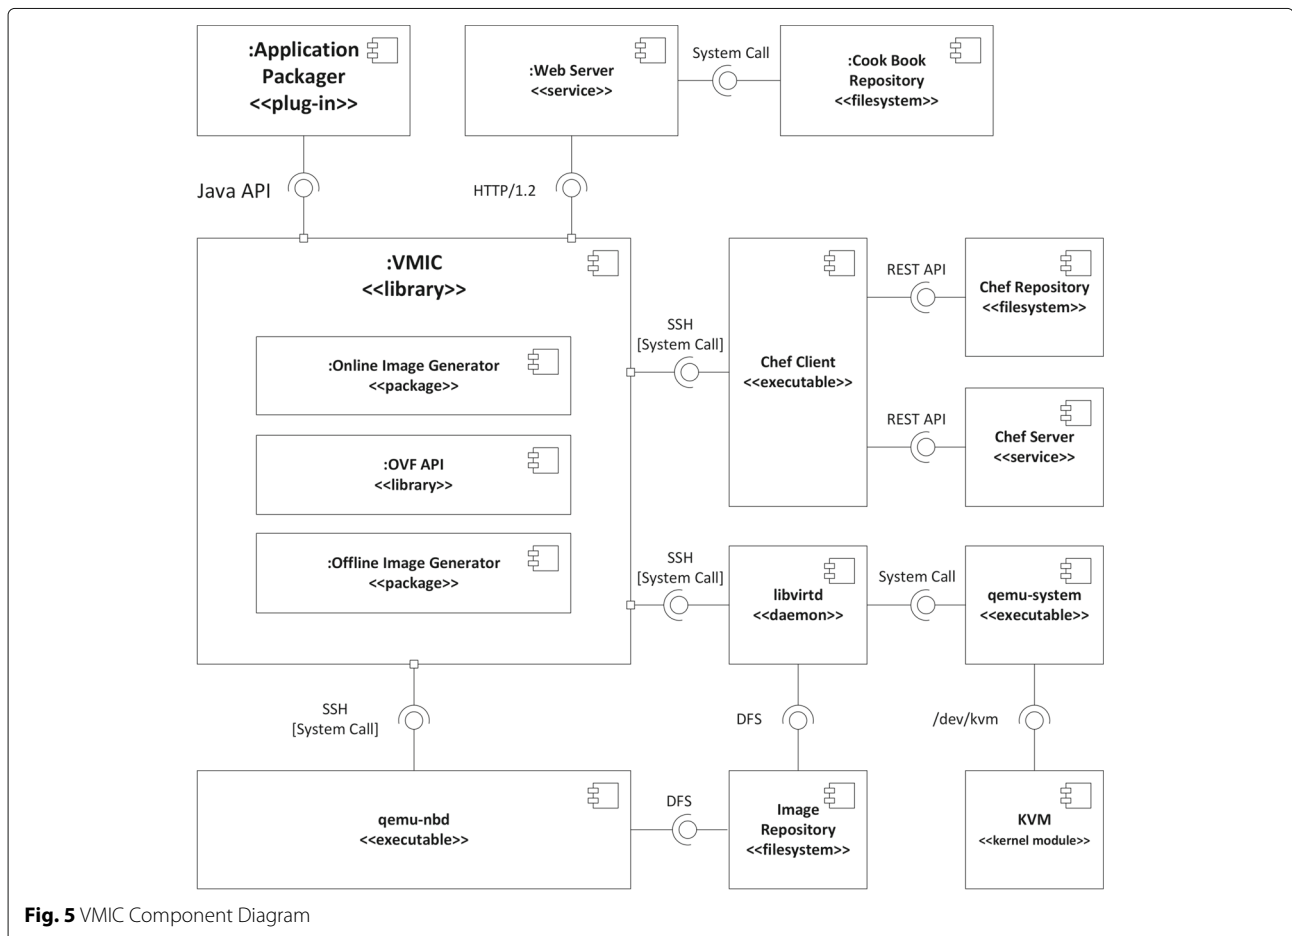 :Application
Packager
<<plug-in>>
:Web Server
<<service>>
System Call
:Cook Book
Repository
<<filesystem>>
Java API
HTTP/1.2
:VMIC
<<library>>
:Online Image Generator
<<package>>
:OVF API
<<library>>
:Offline Image Generator
<<package>>
SSH
[System Call]
Chef Client
<<executable>>
REST API
Chef Repository
<<filesystem>>
REST API
Chef Server
<<service>>
SSH
[System Call]
libvirtd
<<daemon>>
System Call
qemu-system
<<executable>>
SSH
[System Call]
DFS
/dev/kvm
qemu-nbd
<<executable>>
DFS
Image
Repository
<<filesystem>>
KVM
<<kernel module>>
Fig. 5 VMIC Component Diagram